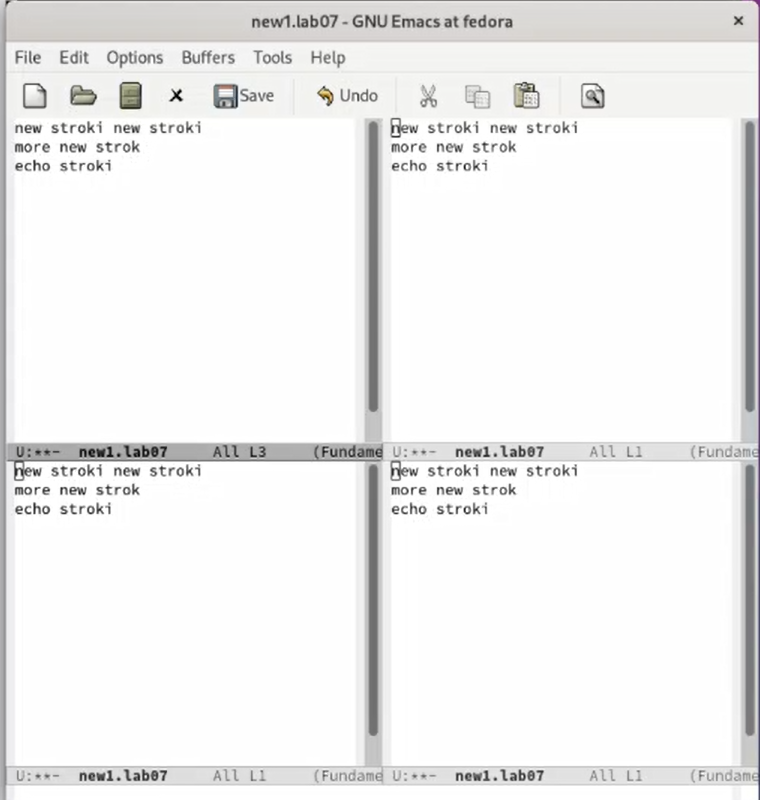 new1.lab07 - GNU Emacs at fedora
File Edit Options Buffers Tools Help
Save Undo
new stroki new stroki
more new strok
echo stroki
U:**- new1.lab07 All L3 (Fundame
new stroki new stroki
more new strok
echo stroki
U:**- new1.lab07 All L1 (Fundame
new stroki new stroki
more new strok
echo stroki
U:**- new1.lab07 All L1 (Fundame
new stroki new stroki
more new strok
echo stroki
U:**- new1.lab07 All L1 (Fundame